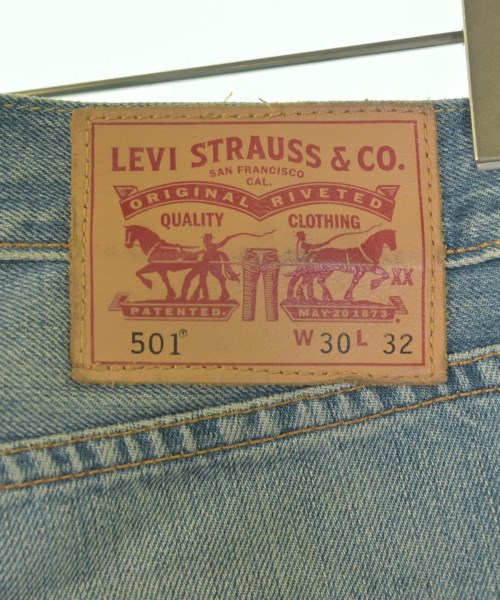 LEVI STRAUSS & CO.
SAN FRANCISCO
CAL.
ORIGINAL RIVETED
QUALITY CLOTHING
XX
PATENTED. MAY 20 1873.
501® W 30 L 32